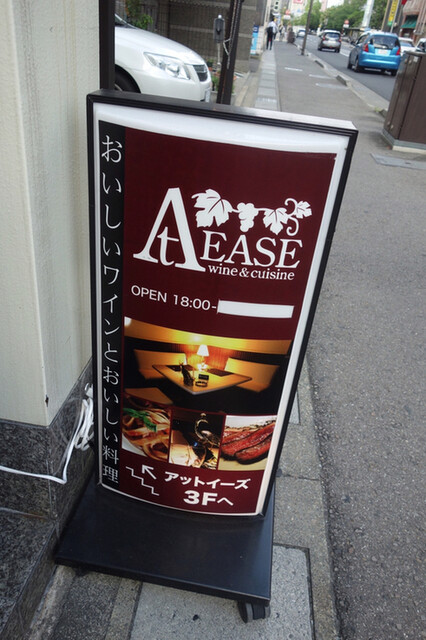 おいしいワインとおいしい料理
At EASE
wine & cuisine
OPEN 18:00-
アットイーズ
3Fへ